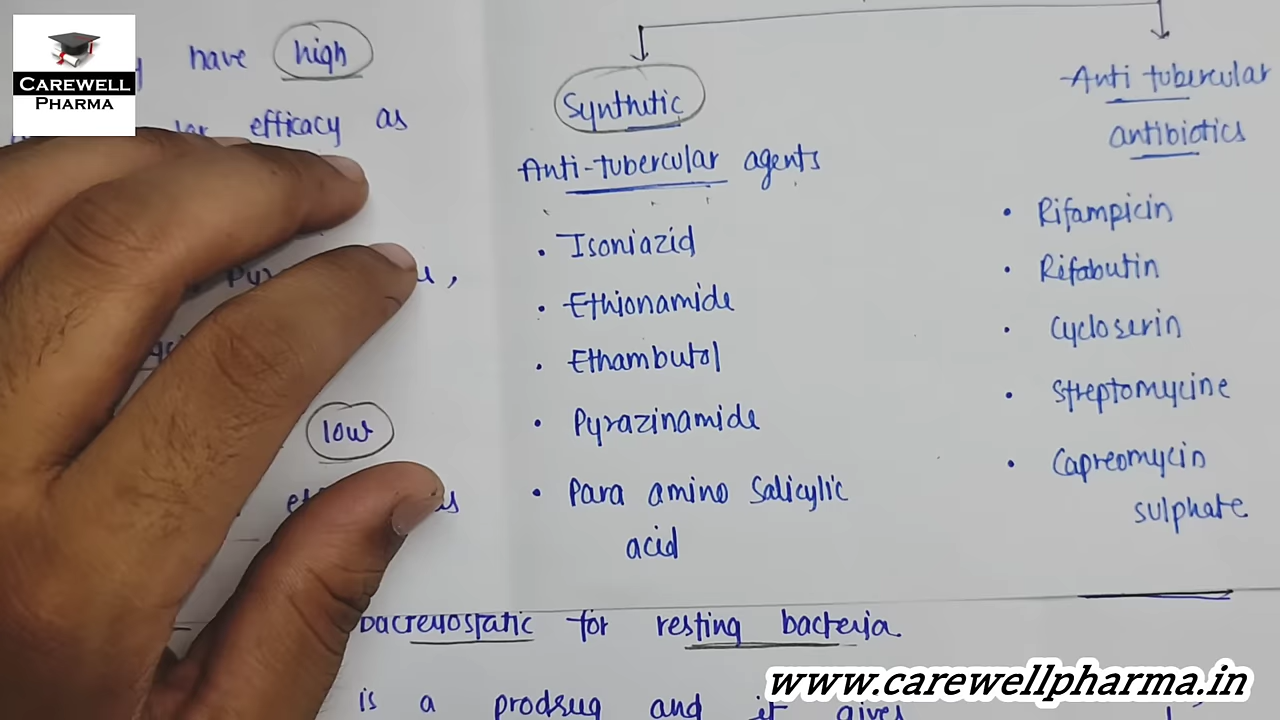 CAREWELL
PHARMA
have high
efficacy as
low
Synthetic
Anti-tubercular agents
• Isoniazid
• Ethionamide
• Ethambutol
• Pyrazinamide
• Para amino Salicylic
acid
Anti tubercular
antibiotics
• Rifampicin
• Rifabutin
• Cycloserin
• Streptomycine
• Capreomycin
sulphate
bacteriostatic for resting bacteria.
is a prodrug and it gives
www.carewellpharma.in